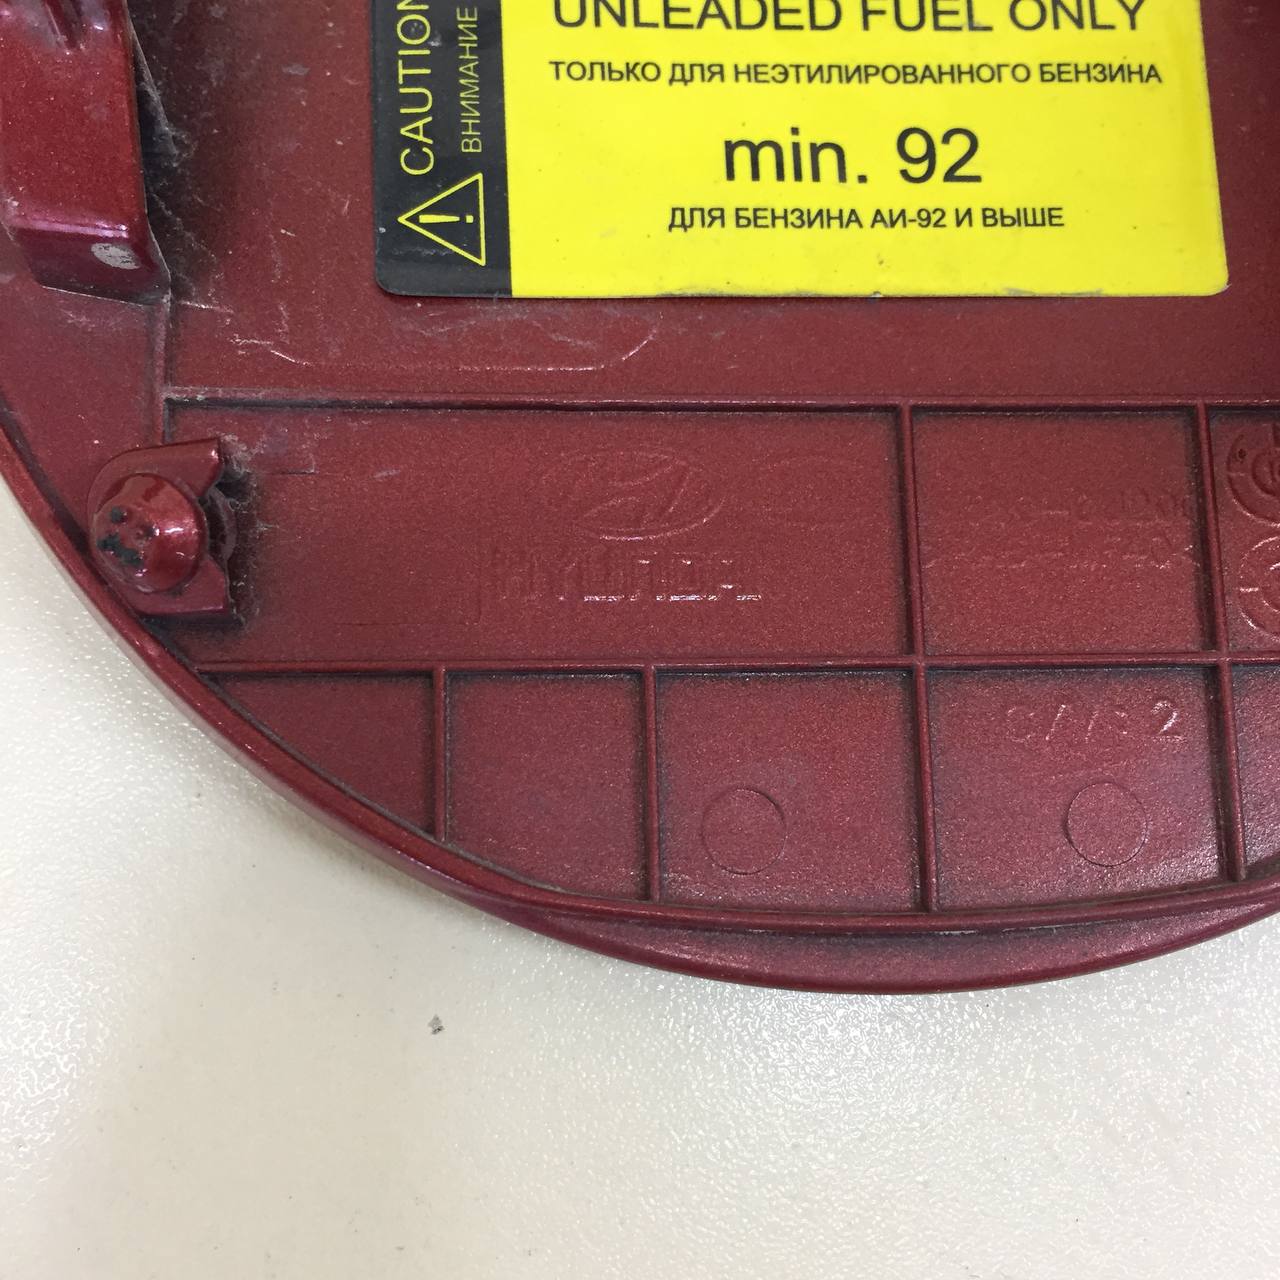 CAUTION
ВНИМАНИЕ
UNLEADED FUEL ONLY
ТОЛЬКО ДЛЯ НЕЭТИЛИРОВАННОГО БЕНЗИНА
min. 92
ДЛЯ БЕНЗИНА АИ-92 И ВЫШЕ
HYUNDAI